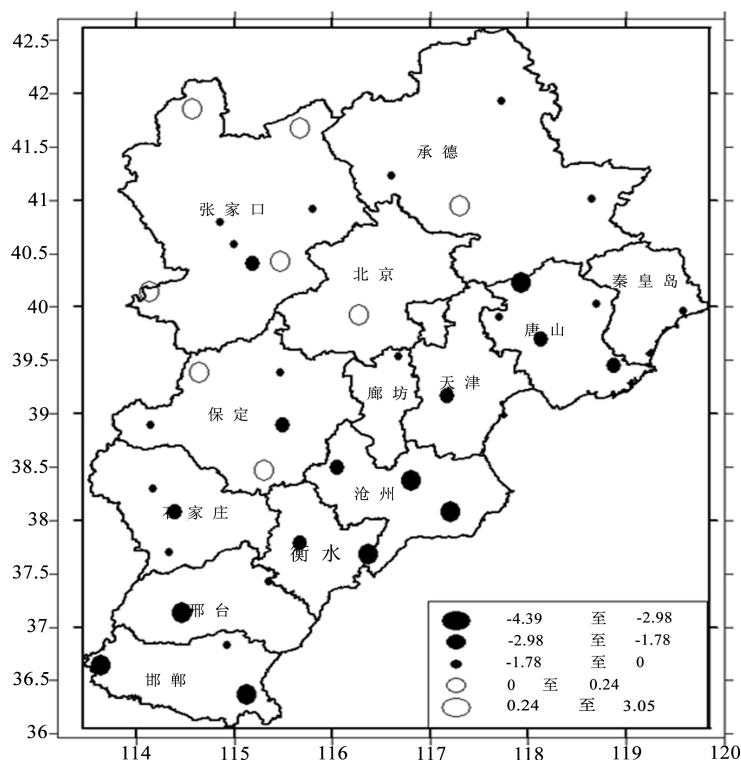 42.5
42
41.5
41
40.5
40
39.5
39
38.5
38
37.5
37
36.5
36
114 115 116 117 118 119 120
承 德
张 家 口
北 京
秦 皇 岛
唐 山
廊 坊
天 津
保 定
沧 州
石 家 庄
衡 水
邢 台
邯 郸
-4.39 至 -2.98
-2.98 至 -1.78
-1.78 至 0
0 至 0.24
0.24 至 3.05